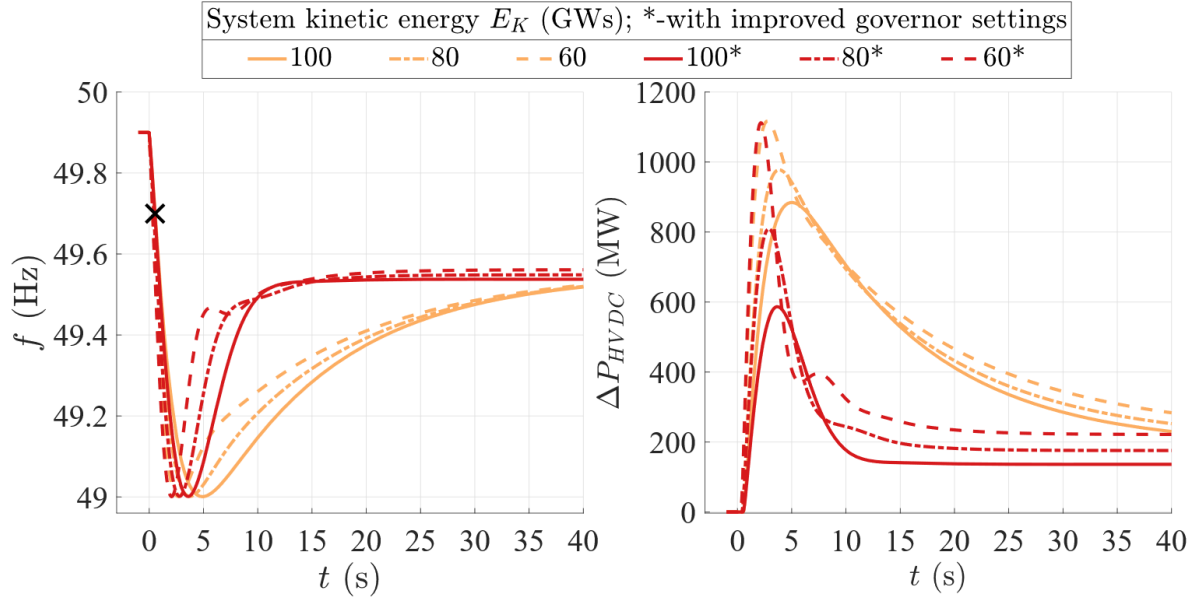 System kinetic energy E_K (GWs); *-with improved governor settings
100 80 60 100* 80* 60*
50
49.8
49.6
49.4
49.2
49
f (Hz)
0 5 10 15 20 25 30 35 40
t (s)
1200
1000
800
600
400
200
0
ΔP_HVDC (MW)
0 5 10 15 20 25 30 35 40
t (s)